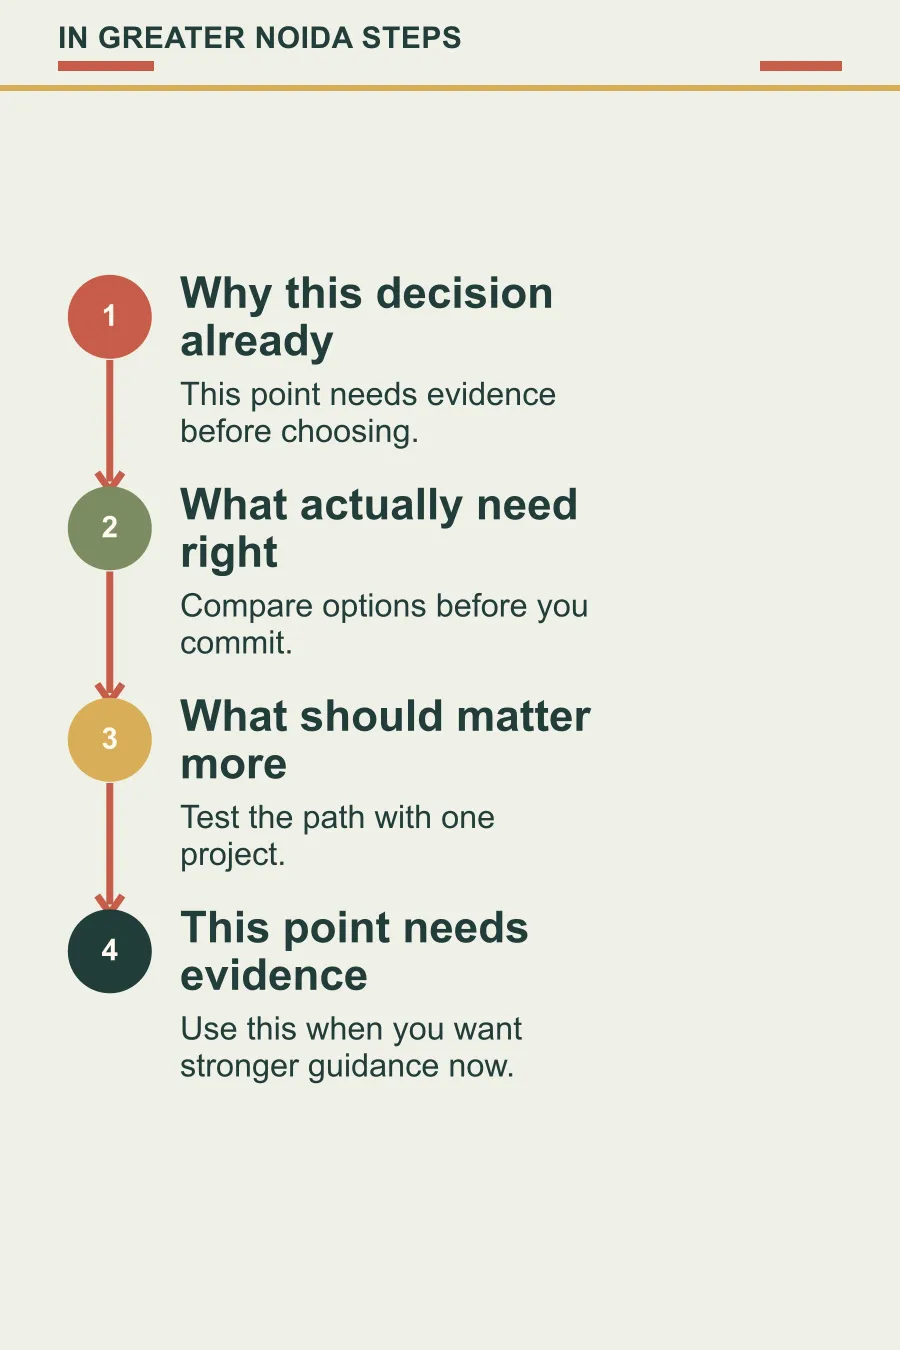 IN GREATER NOIDA STEPS
1
Why this decision
already
This point needs evidence
before choosing.
2
What actually need
right
Compare options before you
commit.
3
What should matter
more
Test the path with one
project.
4
This point needs
evidence
Use this when you want
stronger guidance now.